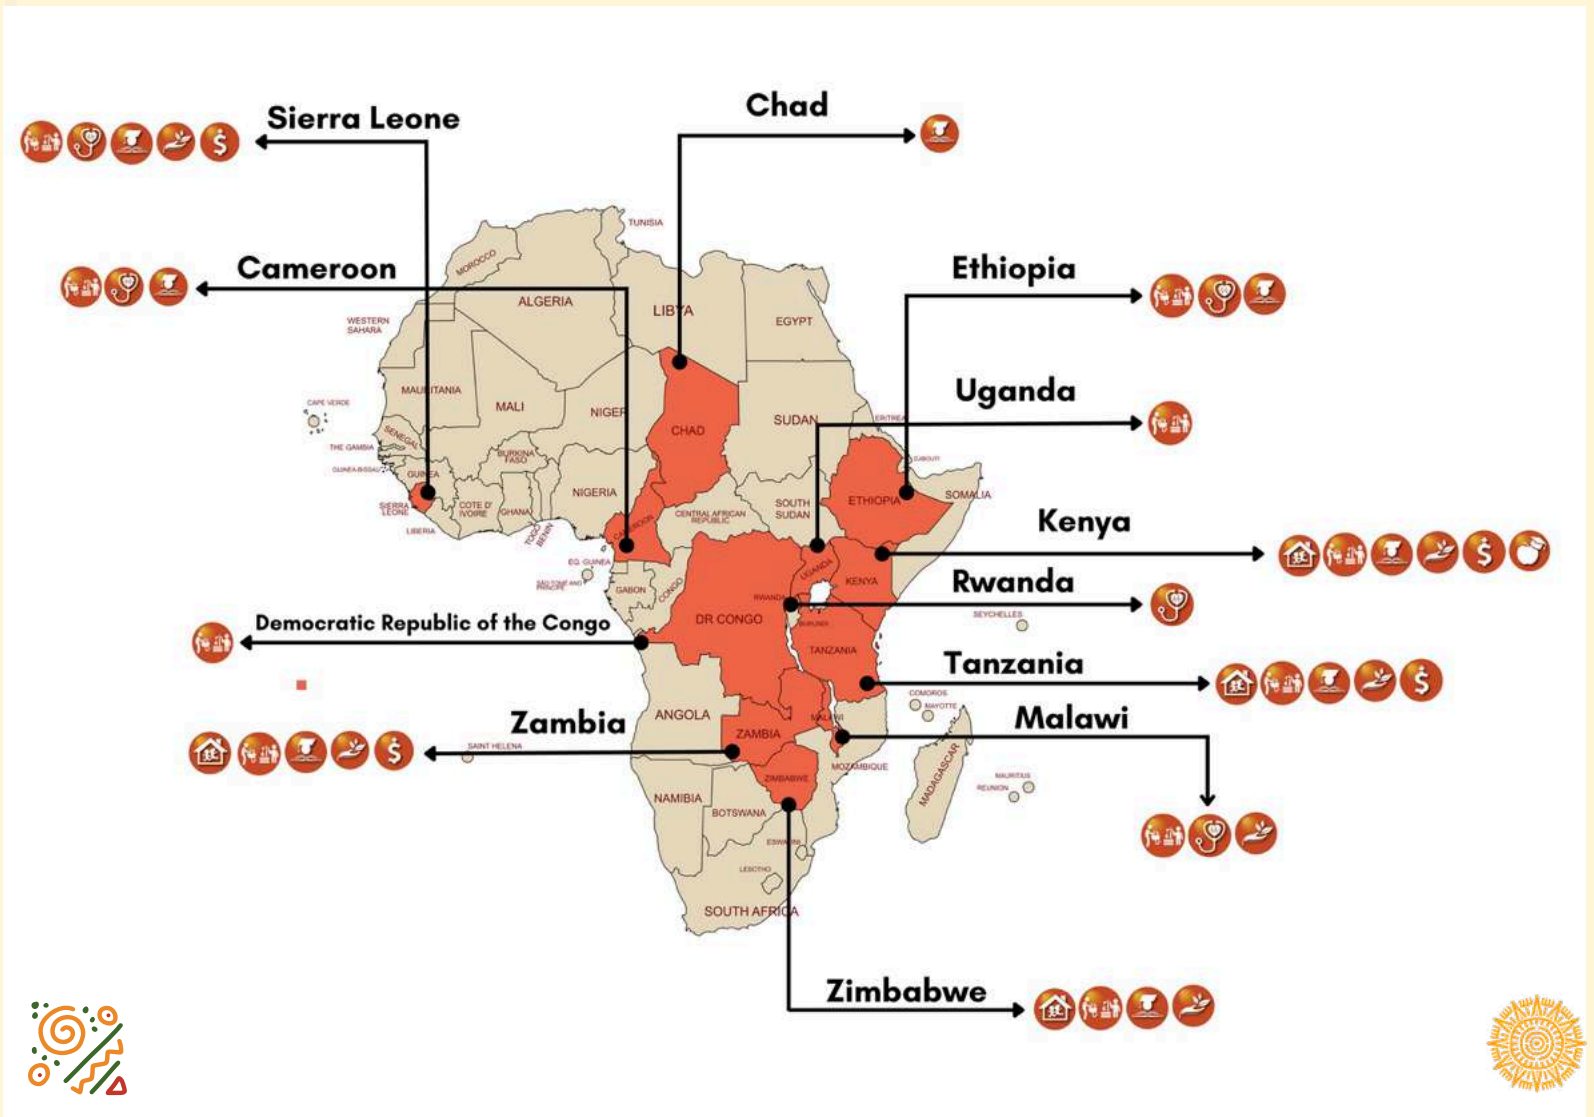 Chad
Sierra Leone
Cameroon
Ethiopia
Uganda
Kenya
Rwanda
Democratic Republic of the Congo
Tanzania
Zambia
Malawi
Zimbabwe
TUNISIA
MOROCCO
ALGERIA
LIBYA
EGYPT
WESTERN
SAHARA
MAURITANIA
MALI
NIGER
CHAD
SUDAN
ERITREA
CAPE VERDE
SENEGAL
THE GAMBIA
GUINEA-BISSAU
GUINEA
BURKINA
FASO
DJIBOUTI
SIERRA
LEONE
LIBERIA
COTE D'
IVOIRE
GHANA
TOGO
BENIN
NIGERIA
CAMEROON
CENTRAL AFRICAN
REPUBLIC
SOUTH
SUDAN
ETHIOPIA
SOMALIA
EQ. GUINEA
SÃO TOMÉ AND
PRINCIPE
GABON
CONGO
UGANDA
KENYA
RWANDA
DR CONGO
BURUNDI
TANZANIA
SEYCHELLES
COMOROS
MAYOTTE
ANGOLA
ZAMBIA
MALAWI
SAINT HELENA
MOZAMBIQUE
MADAGASCAR
MAURITIUS
REUNION
ZIMBABWE
NAMIBIA
BOTSWANA
ESWATINI
LESOTHO
SOUTH AFRICA